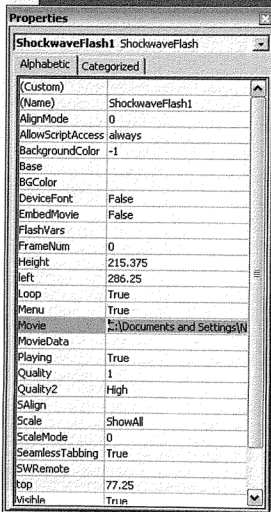 Properties
ShockwaveFlash1 ShockwaveFlash
Alphabetic Categorized
(Custom)
(Name) ShockwaveFlash1
AlignMode 0
AllowScriptAccess always
BackgroundColor -1
Base
BGColor
DeviceFont False
EmbedMovie False
FlashVars
FrameNum 0
Height 215.375
left 286.25
Loop True
Menu True
Movie C:\Documents and Settings\N
MovieData
Playing True
Quality 1
Quality2 High
SAlign
Scale ShowAll
ScaleMode 0
SeamlessTabbing True
SWRemote
top 77.25
Visible True